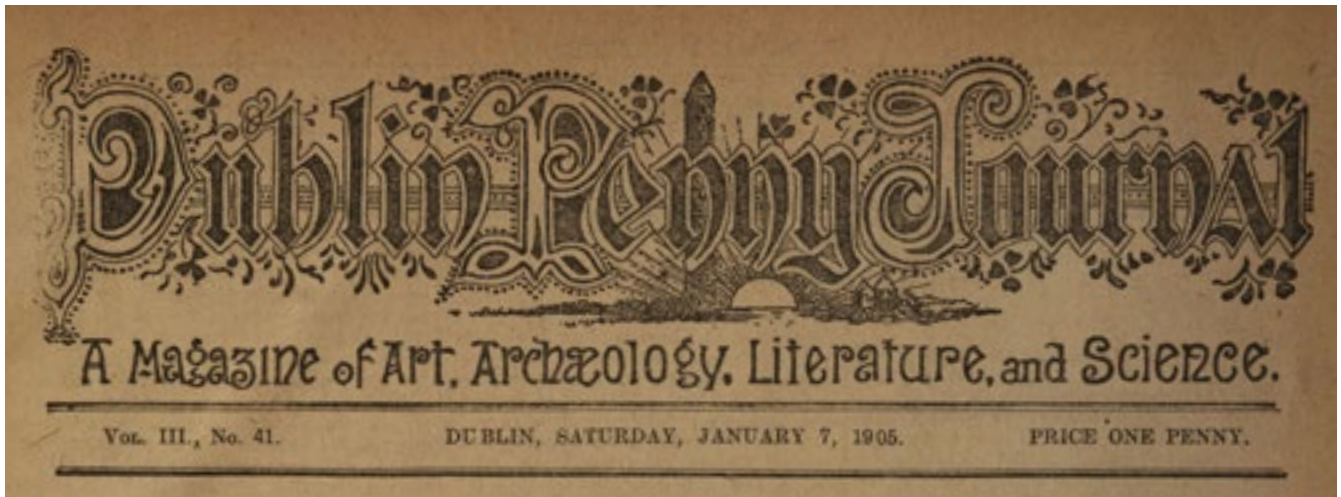 Dublin Penny Journal
A Magazine of Art, Archæology, Literature, and Science.
VOL. III., No. 41. DUBLIN, SATURDAY, JANUARY 7, 1905. PRICE ONE PENNY.